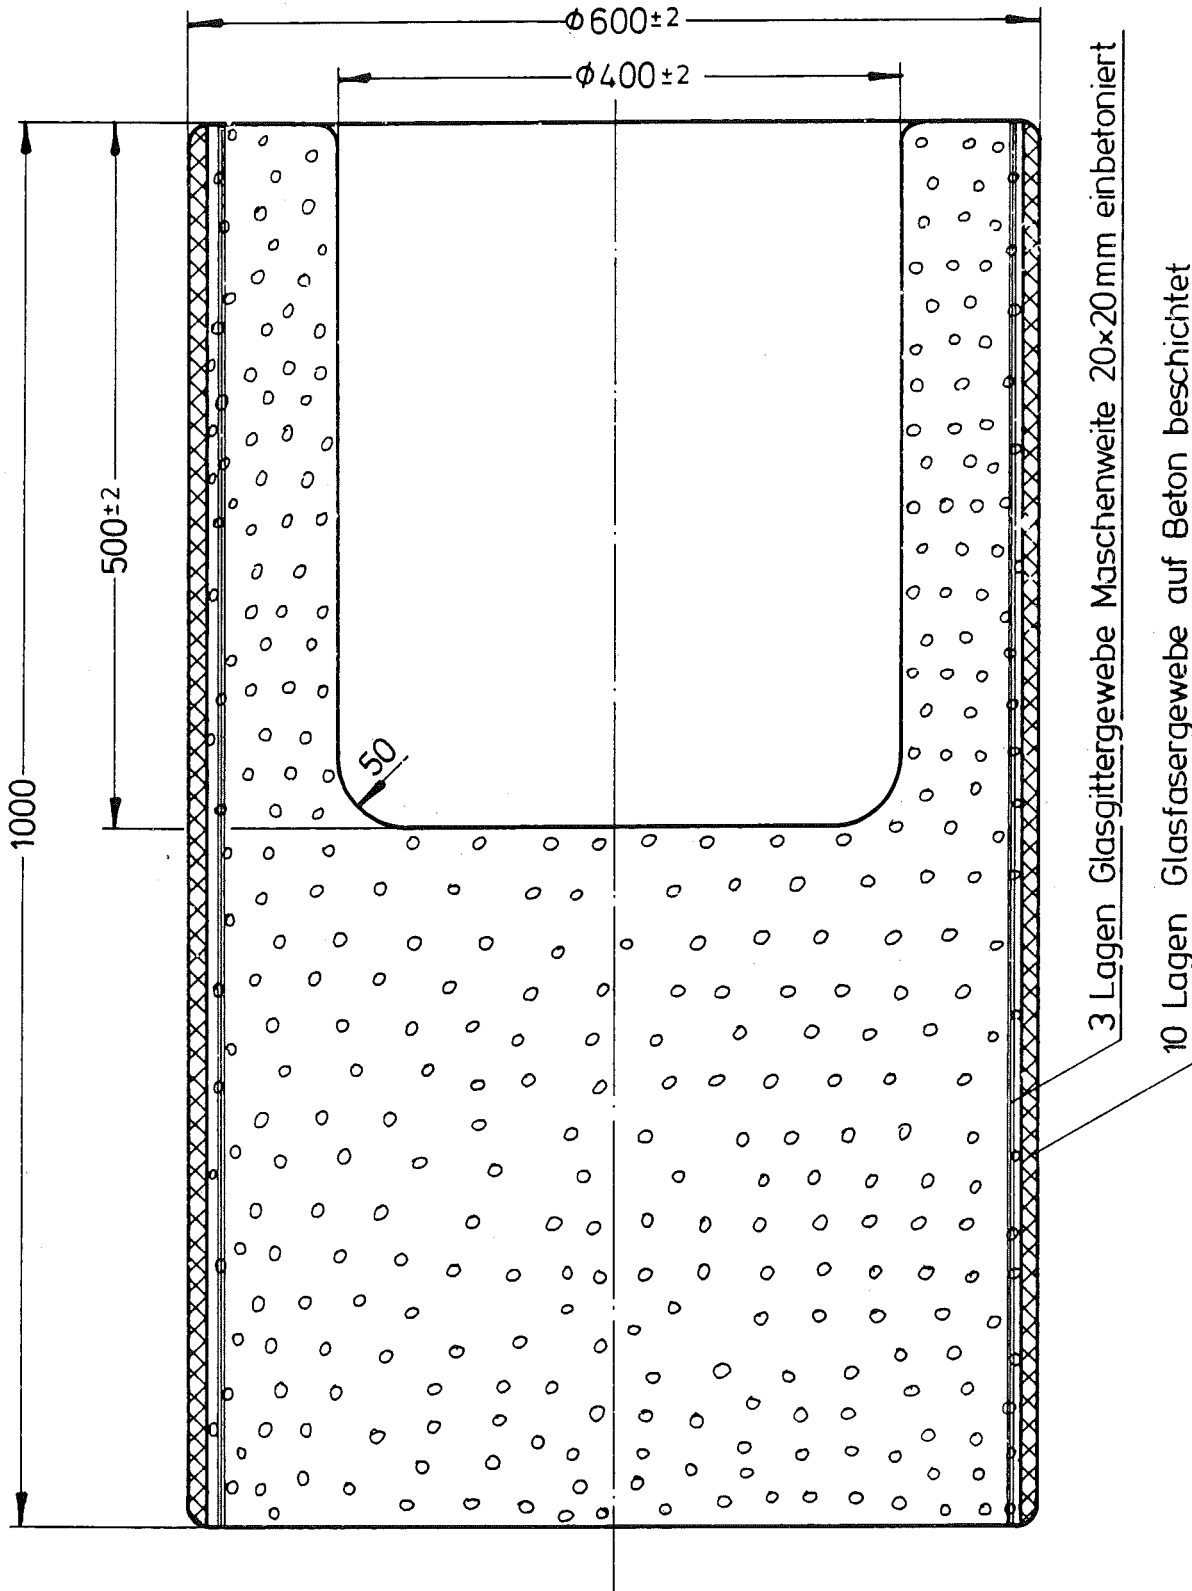 ϕ600±2
ϕ400±2
500±2
1000
50
3 Lagen Glasgittergewebe Maschenweite 20×20mm einbetoniert
10 Lagen Glasfasergewebe auf Beton beschichtet